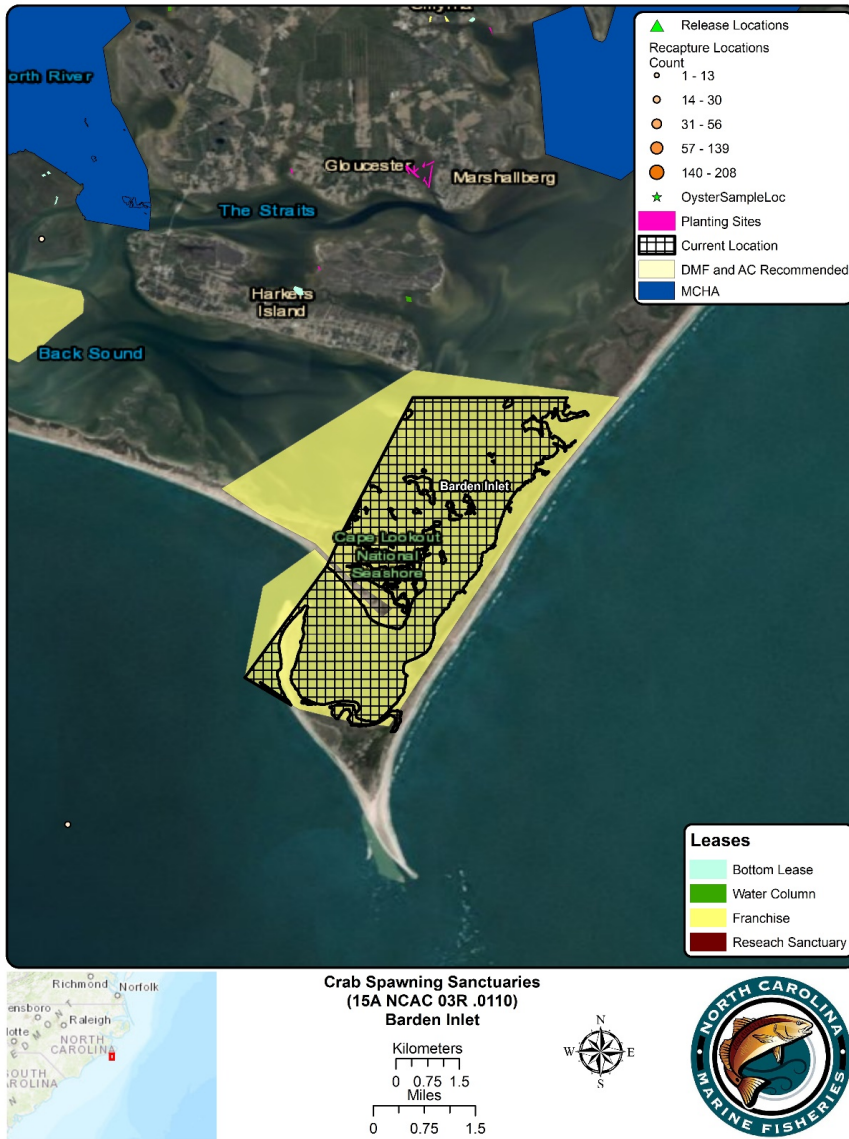 Release Locations
Recapture Locations
Count
1 - 13
14 - 30
31 - 56
57 - 139
140 - 208
OysterSampleLoc
Planting Sites
Current Location
DMF and AC Recommended
MCHA
orth River
Gloucester
Marshallberg
The Straits
Harkers
Island
Back Sound
Barden Inlet
Cape Lookout
National
Seashore
Leases
Bottom Lease
Water Column
Franchise
Reseach Sanctuary
Richmond
Norfolk
ensboro
Raleigh
lotte
EDMONT
NORTH
CAROLINA
SOUTH
CAROLINA
Crab Spawning Sanctuaries
(15A NCAC 03R .0110)
Barden Inlet
Kilometers
0 0.75 1.5
Miles
0 0.75 1.5
N
W E
S
NORTH CAROLINA
MARINE FISHERIES